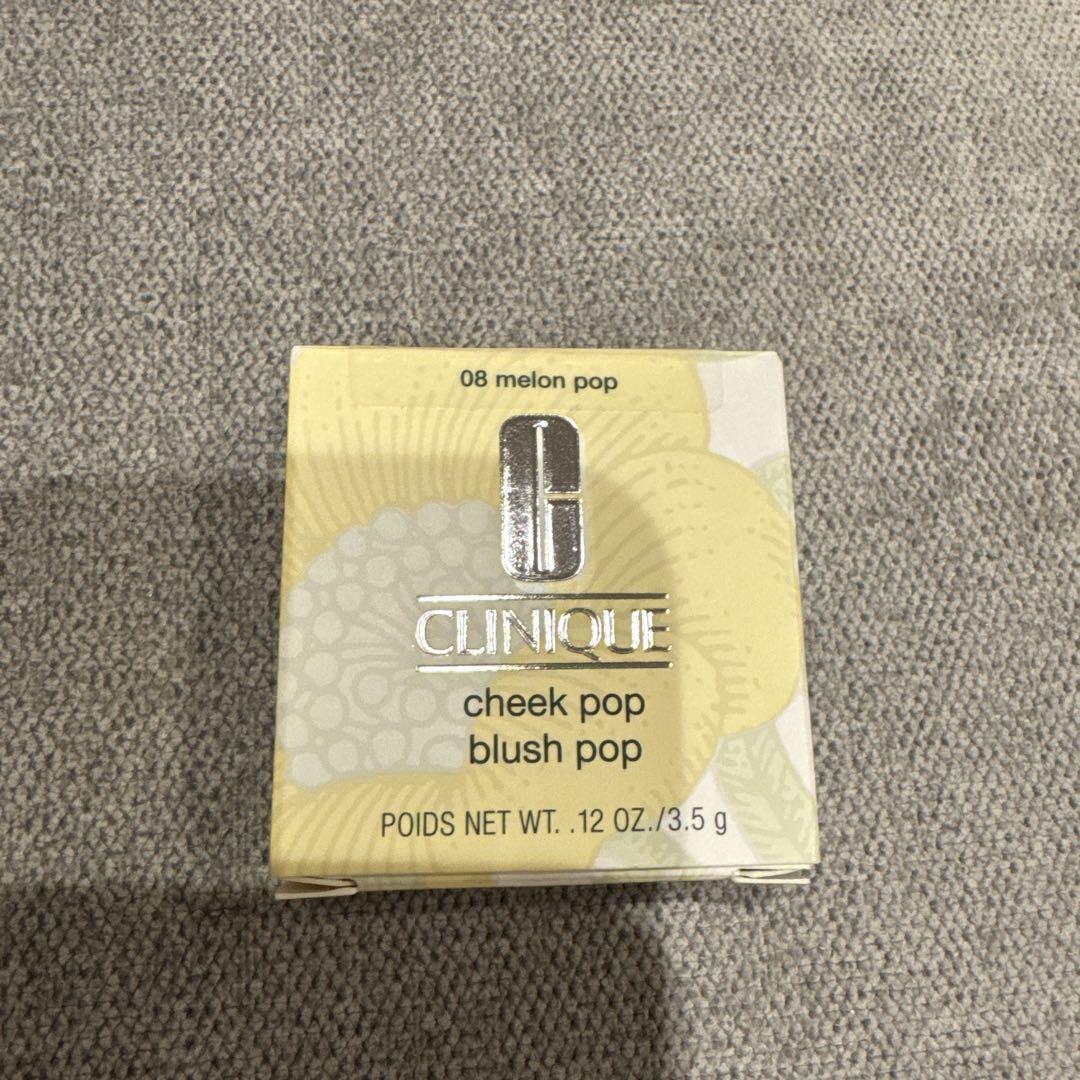 08 melon pop
CLINIQUE
cheek pop
blush pop
POIDS NET WT. .12 OZ./3.5 g